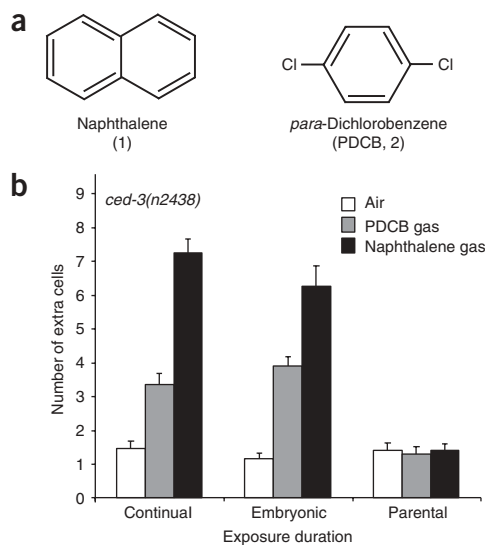 a
Cl
Cl
Naphthalene
(1)
para-Dichlorobenzene
(PDCB, 2)
b
ced-3(n2438)
Air
PDCB gas
Naphthalene gas
Number of extra cells
9
8
7
6
5
4
3
2
1
0
Continual
Embryonic
Parental
Exposure duration